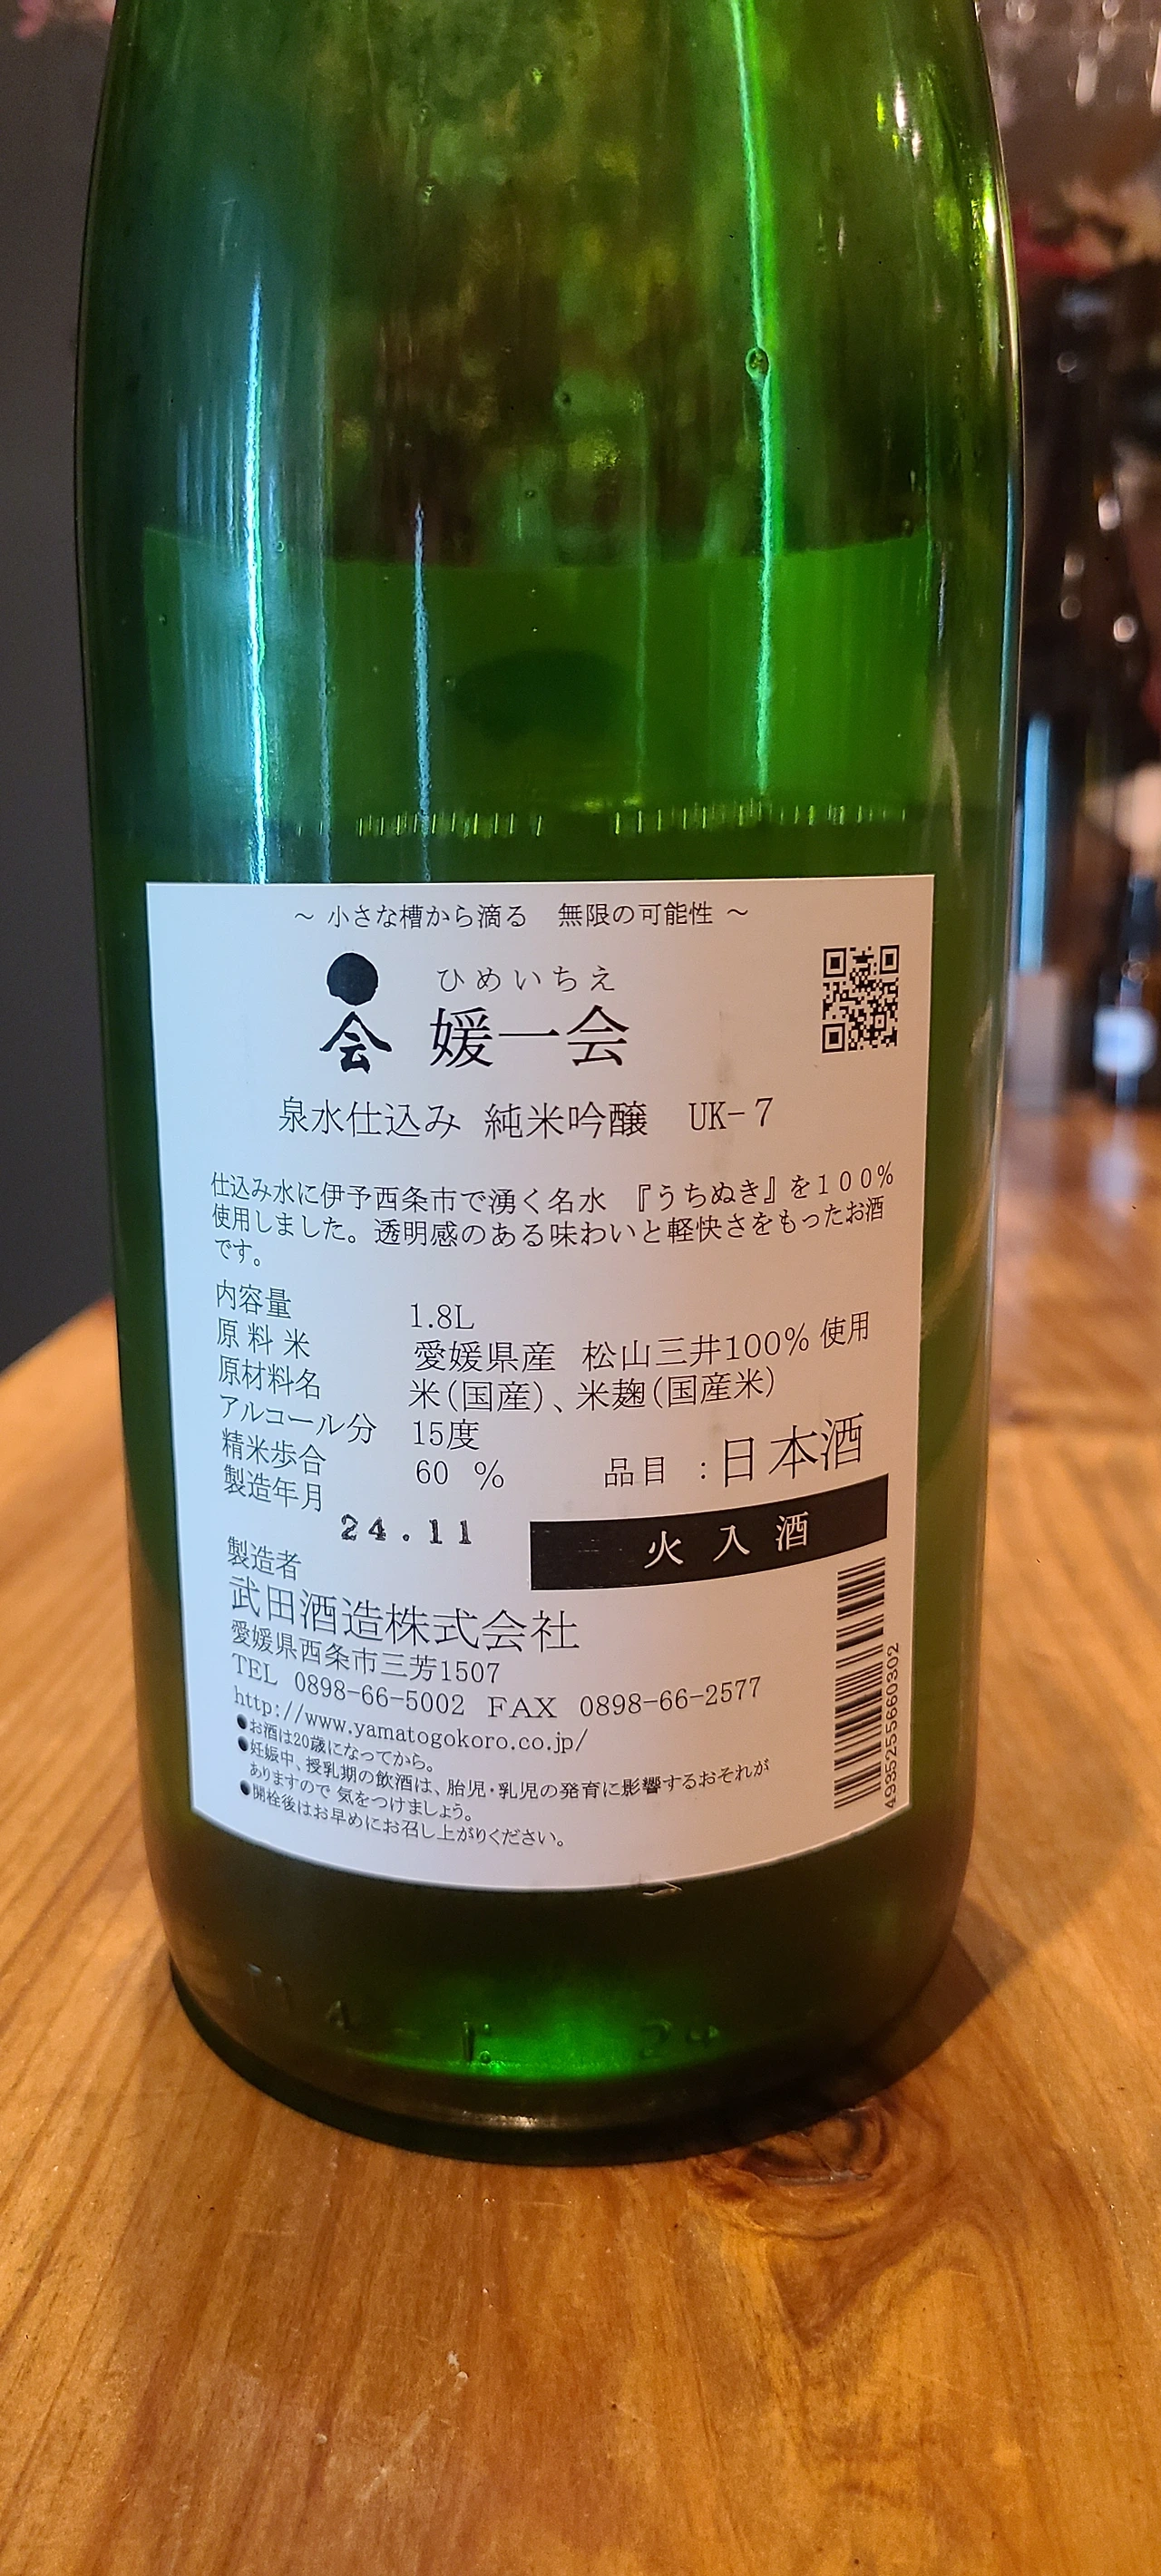 ～ 小さな槽から滴る　無限の可能性 ～
ひめいちえ
会 媛一会
泉水仕込み 純米吟醸　UK-7
仕込み水に伊予西条市で湧く名水　『うちぬき』を１００％
使用しました。透明感のある味わいと軽快さをもったお酒
です。
内容量　1.8L
原料米　愛媛県産　松山三井100％ 使用
原材料名　米(国産)、米麹(国産米)
アルコール分　15度
精米歩合　60 ％　品目 ：日本酒
製造年月　24.11
火入酒
製造者
武田酒造株式会社
愛媛県西条市三芳1507
TEL 0898-66-5002 FAX 0898-66-2577
http://www.yamatogokoro.co.jp/
●お酒は20歳になってから。
●妊娠中、授乳期の飲酒は、胎児・乳児の発育に影響するおそれが
ありますので 気をつけましょう。
●開栓後はお早めにお召し上がりください。
4935255660302
24